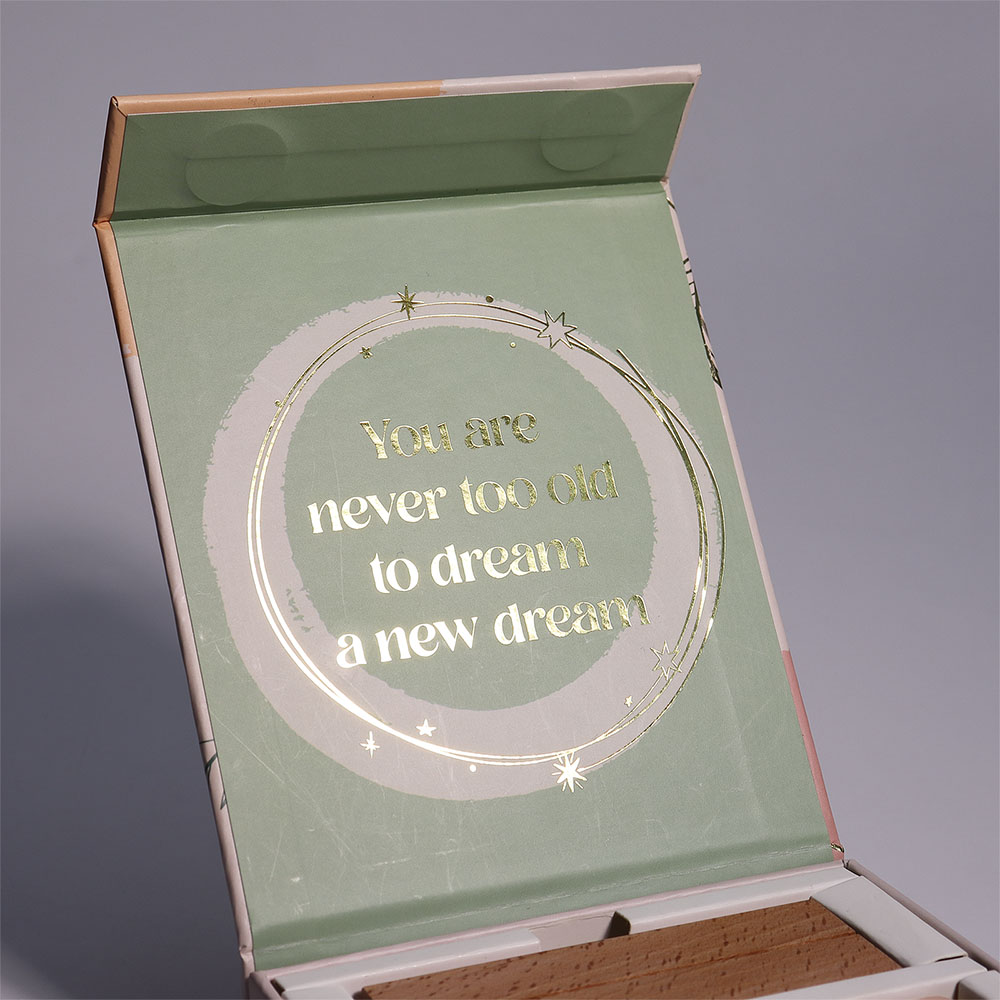 You are
never too old
to dream
a new dream